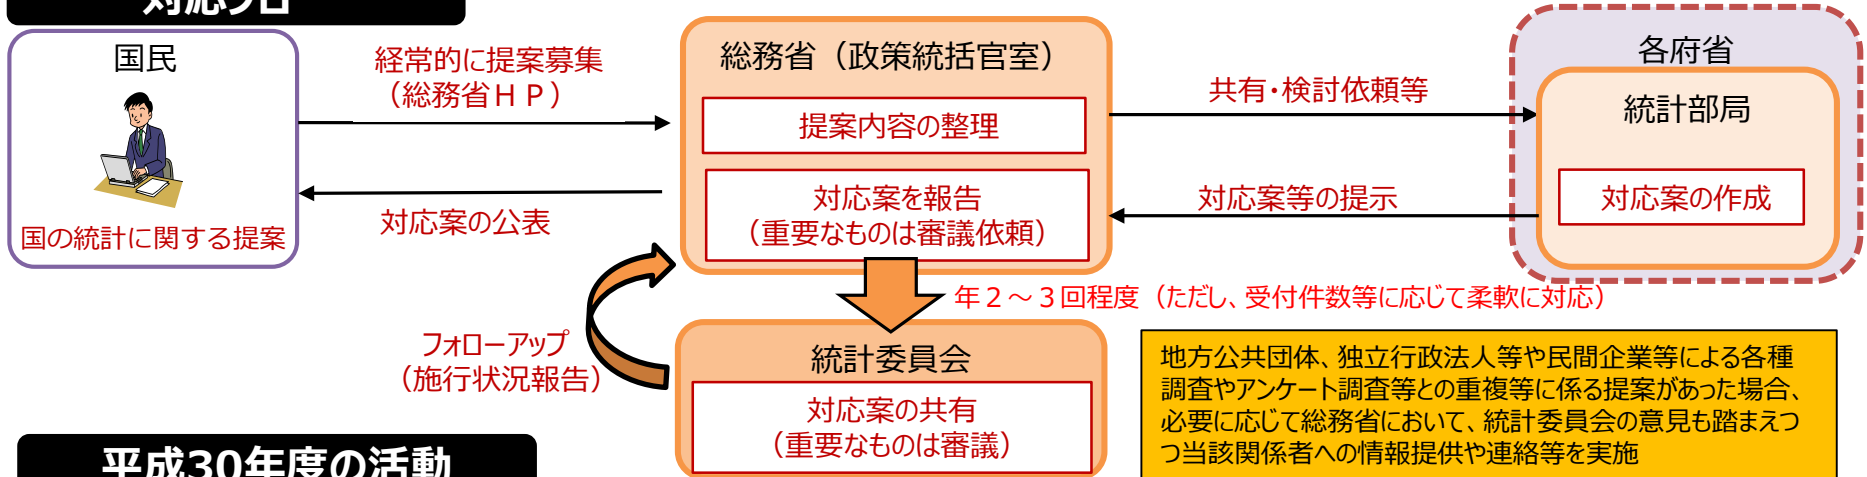 対応フロー
国民
国の統計に関する提案
経常的に提案募集
（総務省ＨＰ）
対応案の公表
総務省（政策統括官室）
提案内容の整理
対応案を報告
（重要なものは審議依頼）
共有・検討依頼等
対応案等の提示
各府省
統計部局
対応案の作成
年２～３回程度（ただし、受付件数等に応じて柔軟に対応）
フォローアップ
（施行状況報告）
統計委員会
対応案の共有
（重要なものは審議）
地方公共団体、独立行政法人等や民間企業等による各種
調査やアンケート調査等との重複等に係る提案があった場合、
必要に応じて総務省において、統計委員会の意見も踏まえつ
つ当該関係者への情報提供や連絡等を実施
平成30年度の活動